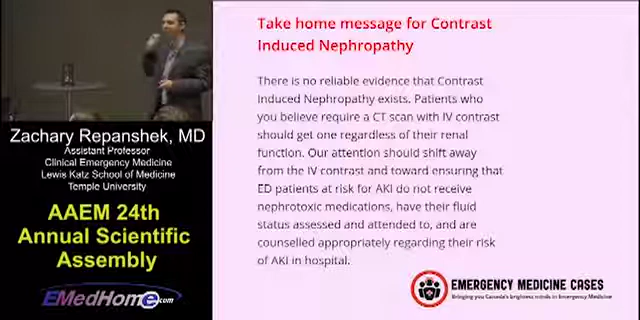 Take home message for Contrast
Induced Nephropathy
There is no reliable evidence that Contrast
Induced Nephropathy exists. Patients who
you believe require a CT scan with IV contrast
should get one regardless of their renal
function. Our attention should shift away
from the IV contrast and toward ensuring that
ED patients at risk for AKI do not receive
nephrotoxic medications, have their fluid
status assessed and attended to, and are
counselled appropriately regarding their risk
of AKI in hospital.
EMERGENCY MEDICINE CASES
Bringing you Canada's brightest minds in Emergency Medicine
Zachary Repanshek, MD
Assistant Professor
Clinical Emergency Medicine
Lewis Katz School of Medicine
Temple University
AAEM 24th
Annual Scientific
Assembly
EMedHome.com